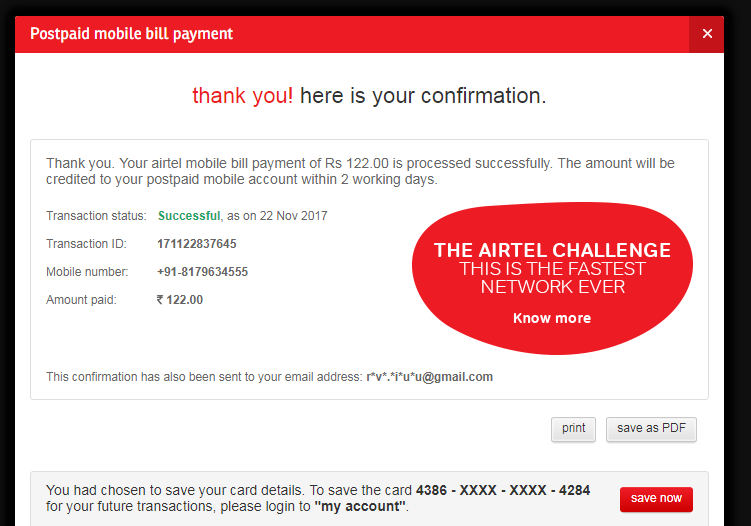 Postpaid mobile bill payment ×
thank you! here is your confirmation.
Thank you. Your airtel mobile bill payment of Rs 122.00 is processed successfully. The amount will be
credited to your postpaid mobile account within 2 working days.
Transaction status: Successful, as on 22 Nov 2017
Transaction ID: 171122837645
Mobile number: +91-8179634555
Amount paid: ₹ 122.00
THE AIRTEL CHALLENGE
THIS IS THE FASTEST
NETWORK EVER
Know more
This confirmation has also been sent to your email address: r*v*.*i*u*u@gmail.com
print save as PDF
You had chosen to save your card details. To save the card 4386 - XXXX - XXXX - 4284
for your future transactions, please login to "my account".
save now